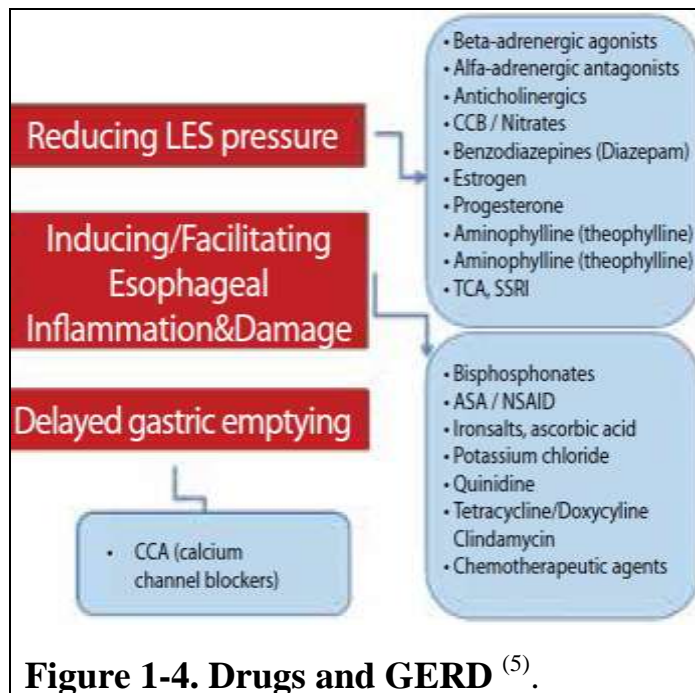 Reducing LES pressure
• Beta-adrenergic agonists
• Alfa-adrenergic antagonists
• Anticholinergics
• CCB / Nitrates
• Benzodiazepines (Diazepam)
• Estrogen
• Progesterone
• Aminophylline (theophylline)
• Aminophylline (theophylline)
• TCA, SSRI
Inducing/Facilitating
Esophageal
Inflammation&Damage
• Bisphosphonates
• ASA / NSAID
• Ironsalts, ascorbic acid
• Potassium chloride
• Quinidine
• Tetracycline/Doxycyline
Clindamycin
• Chemotherapeutic agents
Delayed gastric emptying
• CCA (calcium
channel blockers)
Figure 1-4. Drugs and GERD (5).